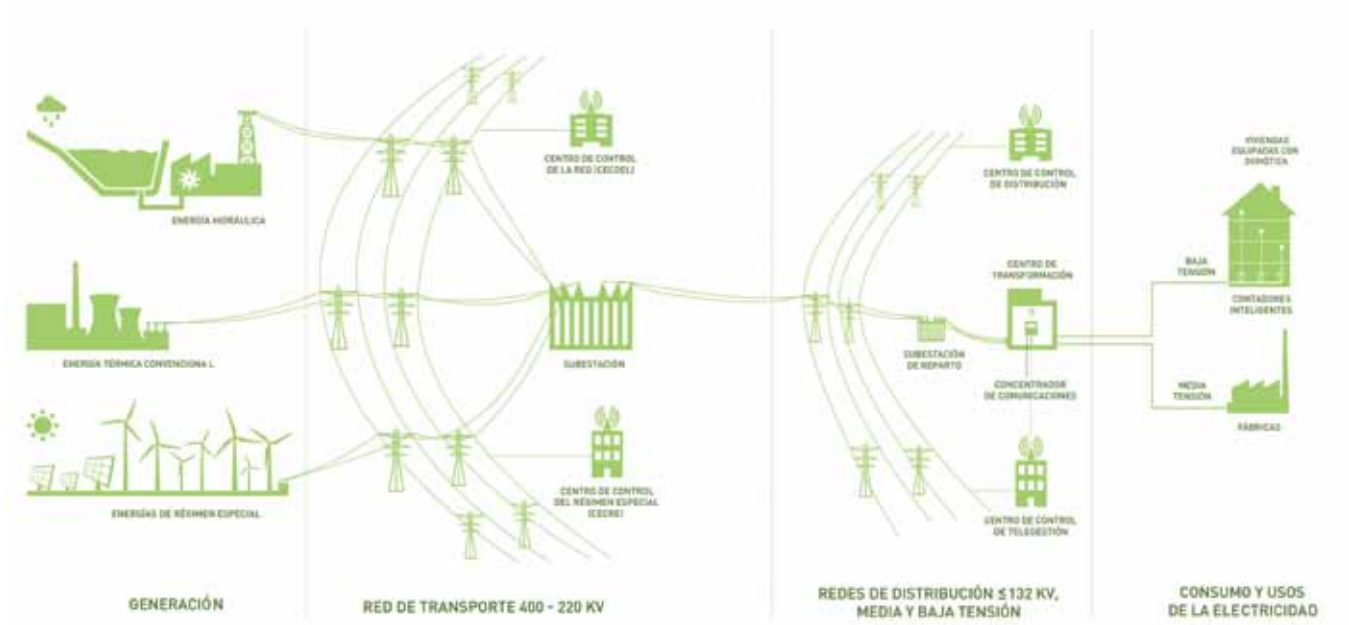 ENERGÍA HIDRÁULICA
ENERGÍA TÉRMICA CONVENCIONA L
ENERGÍAS DE RÉGIMEN ESPECIAL
GENERACIÓN
CENTRO DE CONTROL
DE LA RED (CECOEL)
SUBESTACIÓN
CENTRO DE CONTROL
DEL RÉGIMEN ESPECIAL
(CECRE)
RED DE TRANSPORTE 400 - 220 KV
CENTRO DE CONTROL
DE DISTRIBUCIÓN
CENTRO DE
TRANSFORMACIÓN
SUBESTACIÓN
DE REPARTO
CONCENTRADOR
DE COMUNICACIONES
CENTRO DE CONTROL
DE TELEGESTIÓN
REDES DE DISTRIBUCIÓN ≤132 KV,
MEDIA Y BAJA TENSIÓN
VIVIENDAS
EQUIPADAS CON
DOMÓTICA
BAJA
TENSIÓN
CONTADORES
INTELIGENTES
MEDIA
TENSIÓN
FÁBRICAS
CONSUMO Y USOS
DE LA ELECTRICIDAD